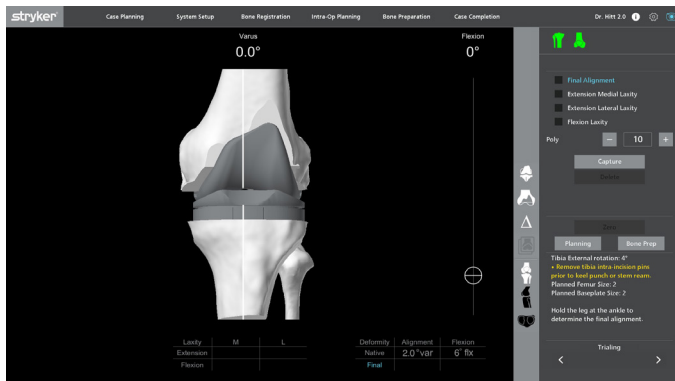 stryker
Case Planning System Setup Bone Registration Intra-Op Planning Bone Preparation Case Completion Dr. Hitt 2.0
Varus
0.0°
Flexion
0°
Final Alignment
Extension Medial Laxity
Extension Lateral Laxity
Flexion Laxity
Poly − 10 +
Capture
Delete
Zero
Planning Bone Prep
Tibia External rotation: 4°
• Remove tibia intra-incision pins
prior to keel punch or stem ream.
Planned Femur Size: 2
Planned Baseplate Size: 2
Hold the leg at the ankle to
determine the final alignment.
Trialing
< >
Laxity M L
Extension
Flexion
Deformity Alignment Flexion
Native 2.0°var 6° flx
Final